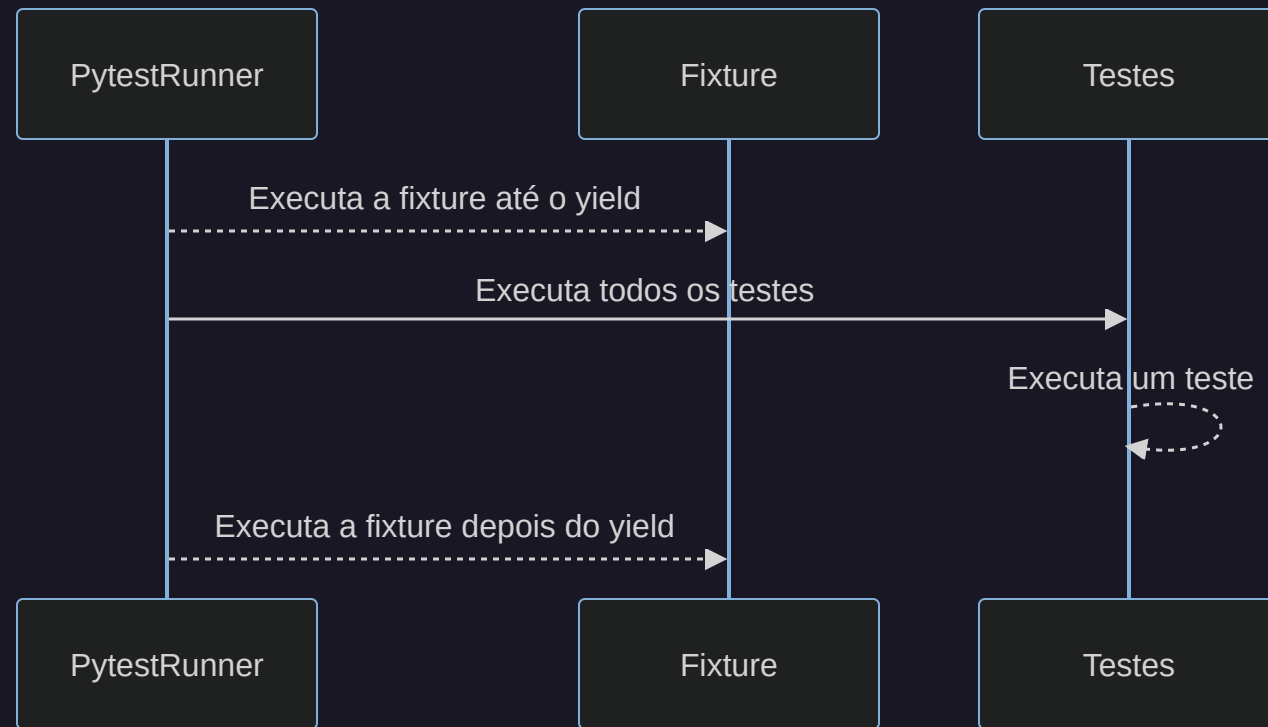 PytestRunner
Fixture
Testes
Executa a fixture até o yield
Executa todos os testes
Executa um teste
Executa a fixture depois do yield
PytestRunner
Fixture
Testes